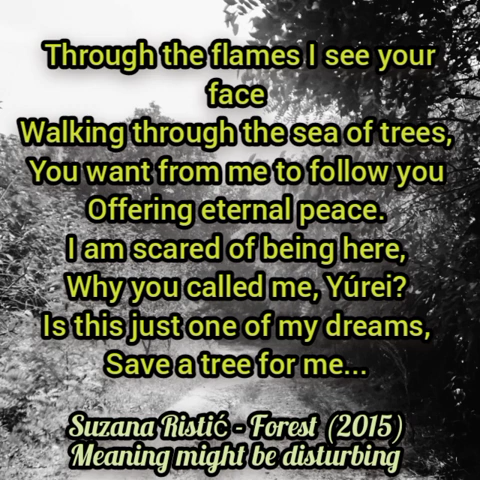 Through the flames I see your
face
Walking through the sea of trees,
You want from me to follow you
Offering eternal peace.
I am scared of being here,
Why you called me, Yúrei?
Is this just one of my dreams,
Save a tree for me...
Suzana Ristić - Forest (2015)
Meaning might be disturbing